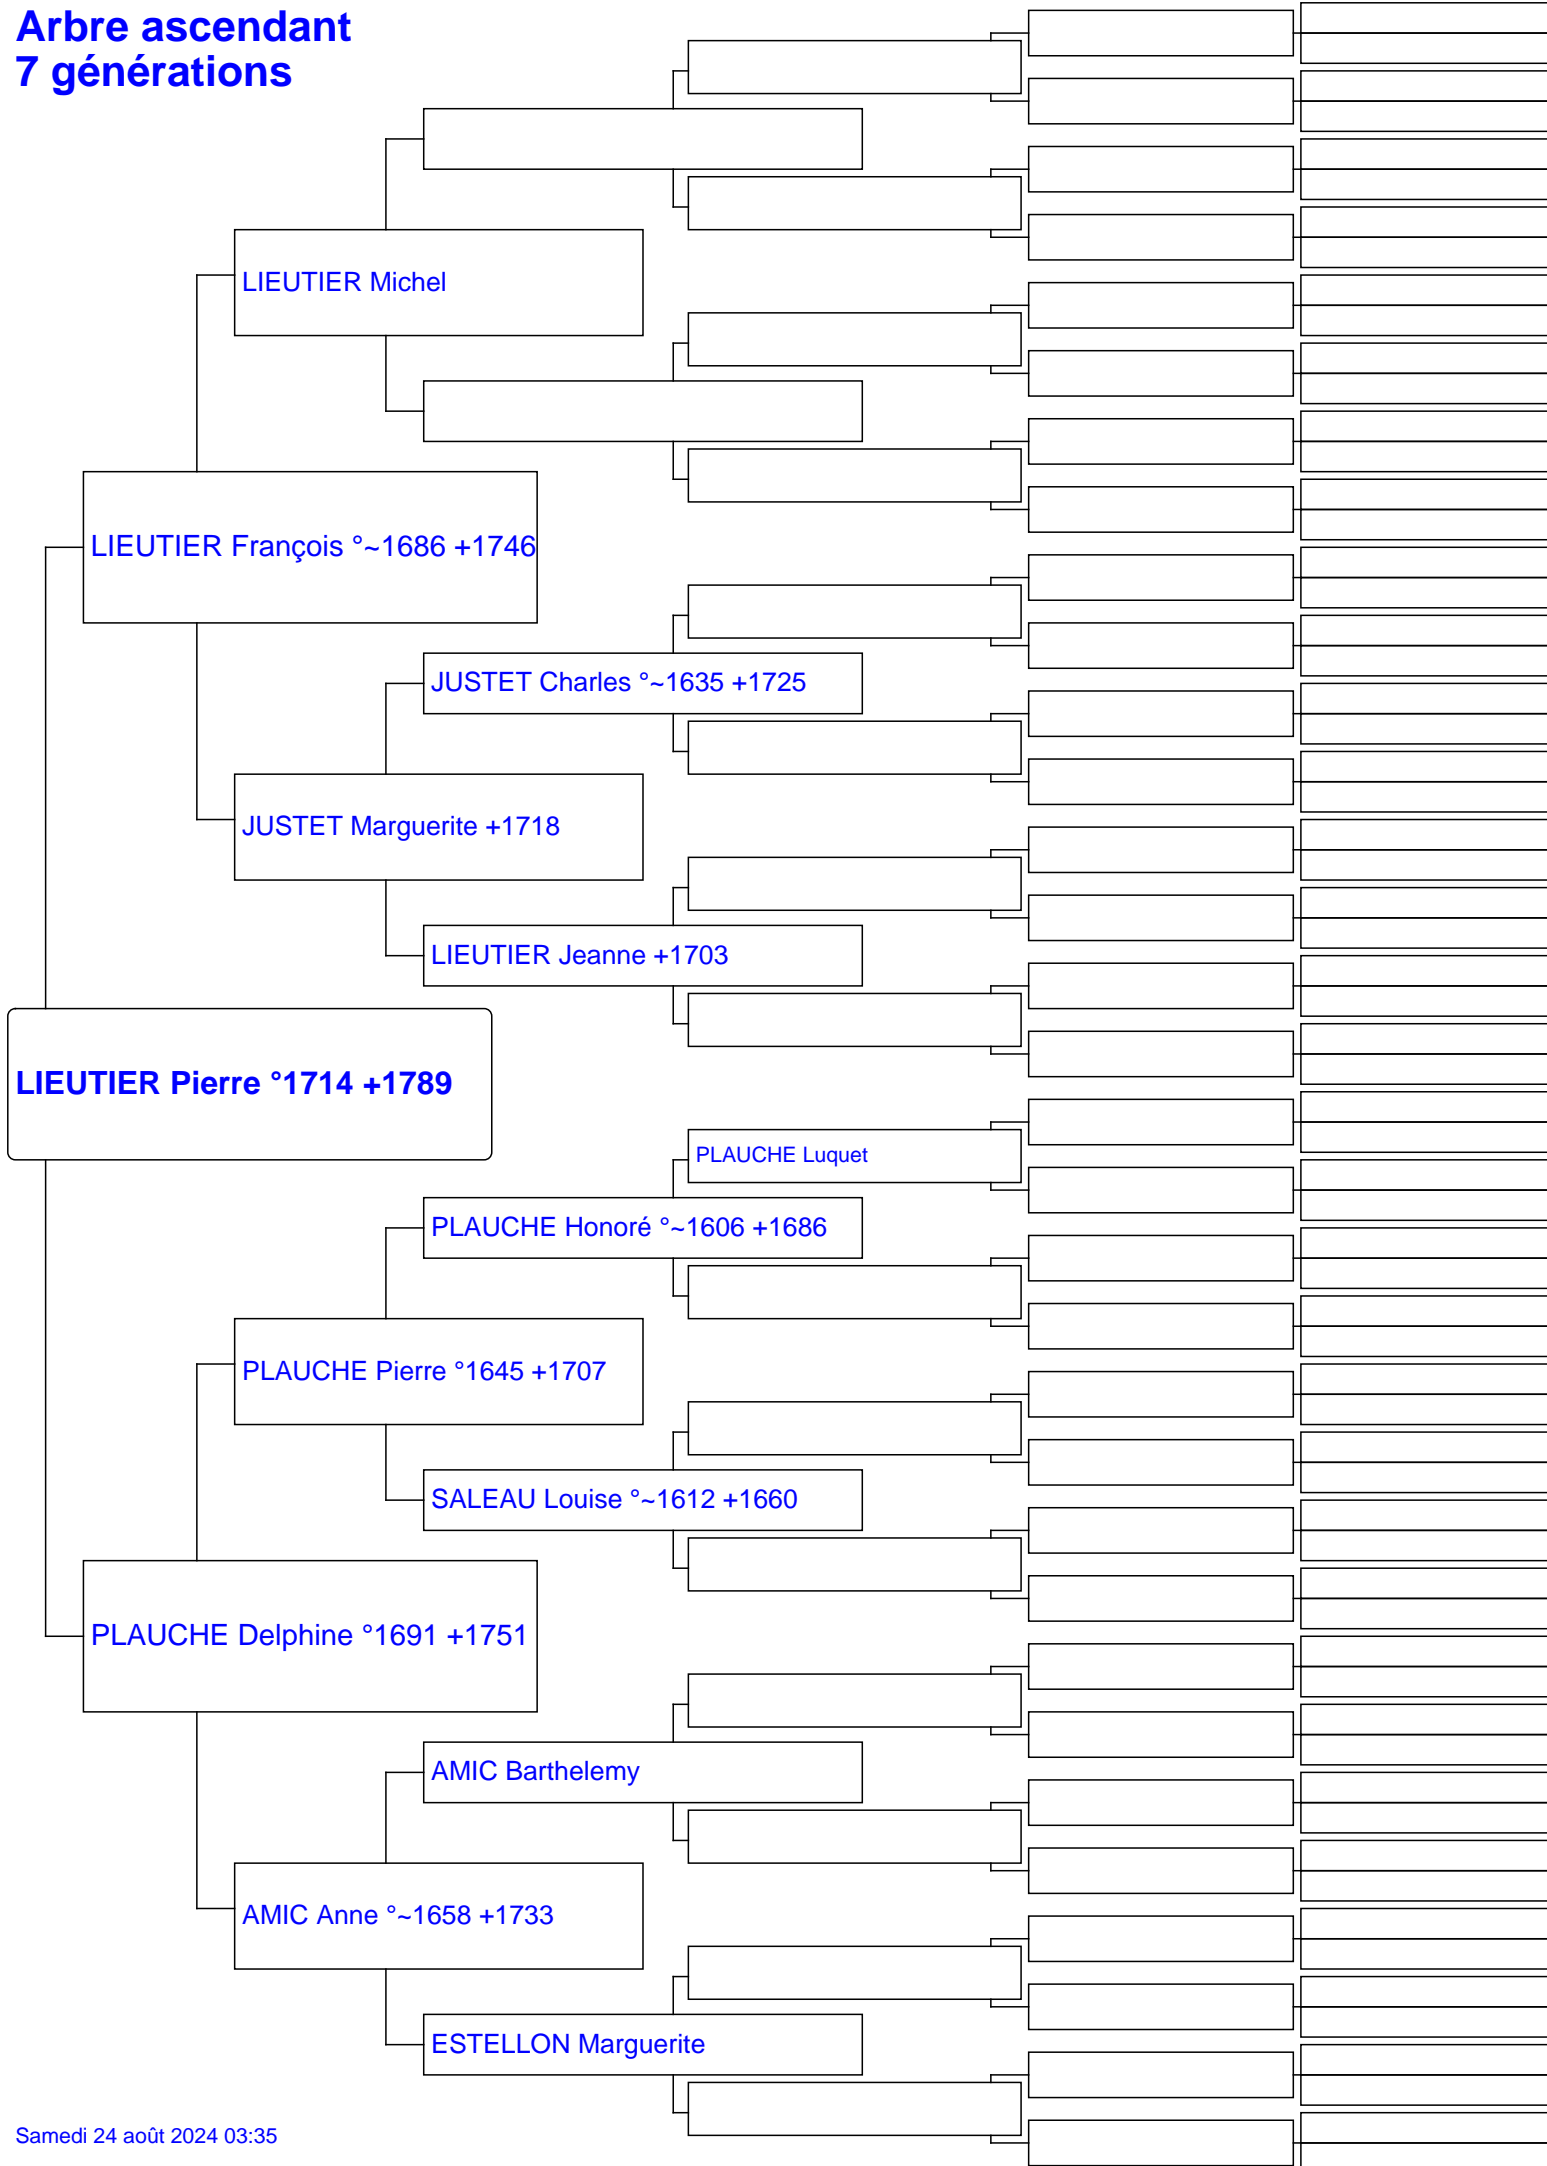 Arbre ascendant
7 générations
LIEUTIER Michel
LIEUTIER François °~1686 +1746
JUSTET Charles °~1635 +1725
JUSTET Marguerite +1718
LIEUTIER Jeanne +1703
LIEUTIER Pierre °1714 +1789
PLAUCHE Luquet
PLAUCHE Honoré °~1606 +1686
PLAUCHE Pierre °1645 +1707
SALEAU Louise °~1612 +1660
PLAUCHE Delphine °1691 +1751
AMIC Barthelemy
AMIC Anne °~1658 +1733
ESTELLON Marguerite
Samedi 24 août 2024 03:35